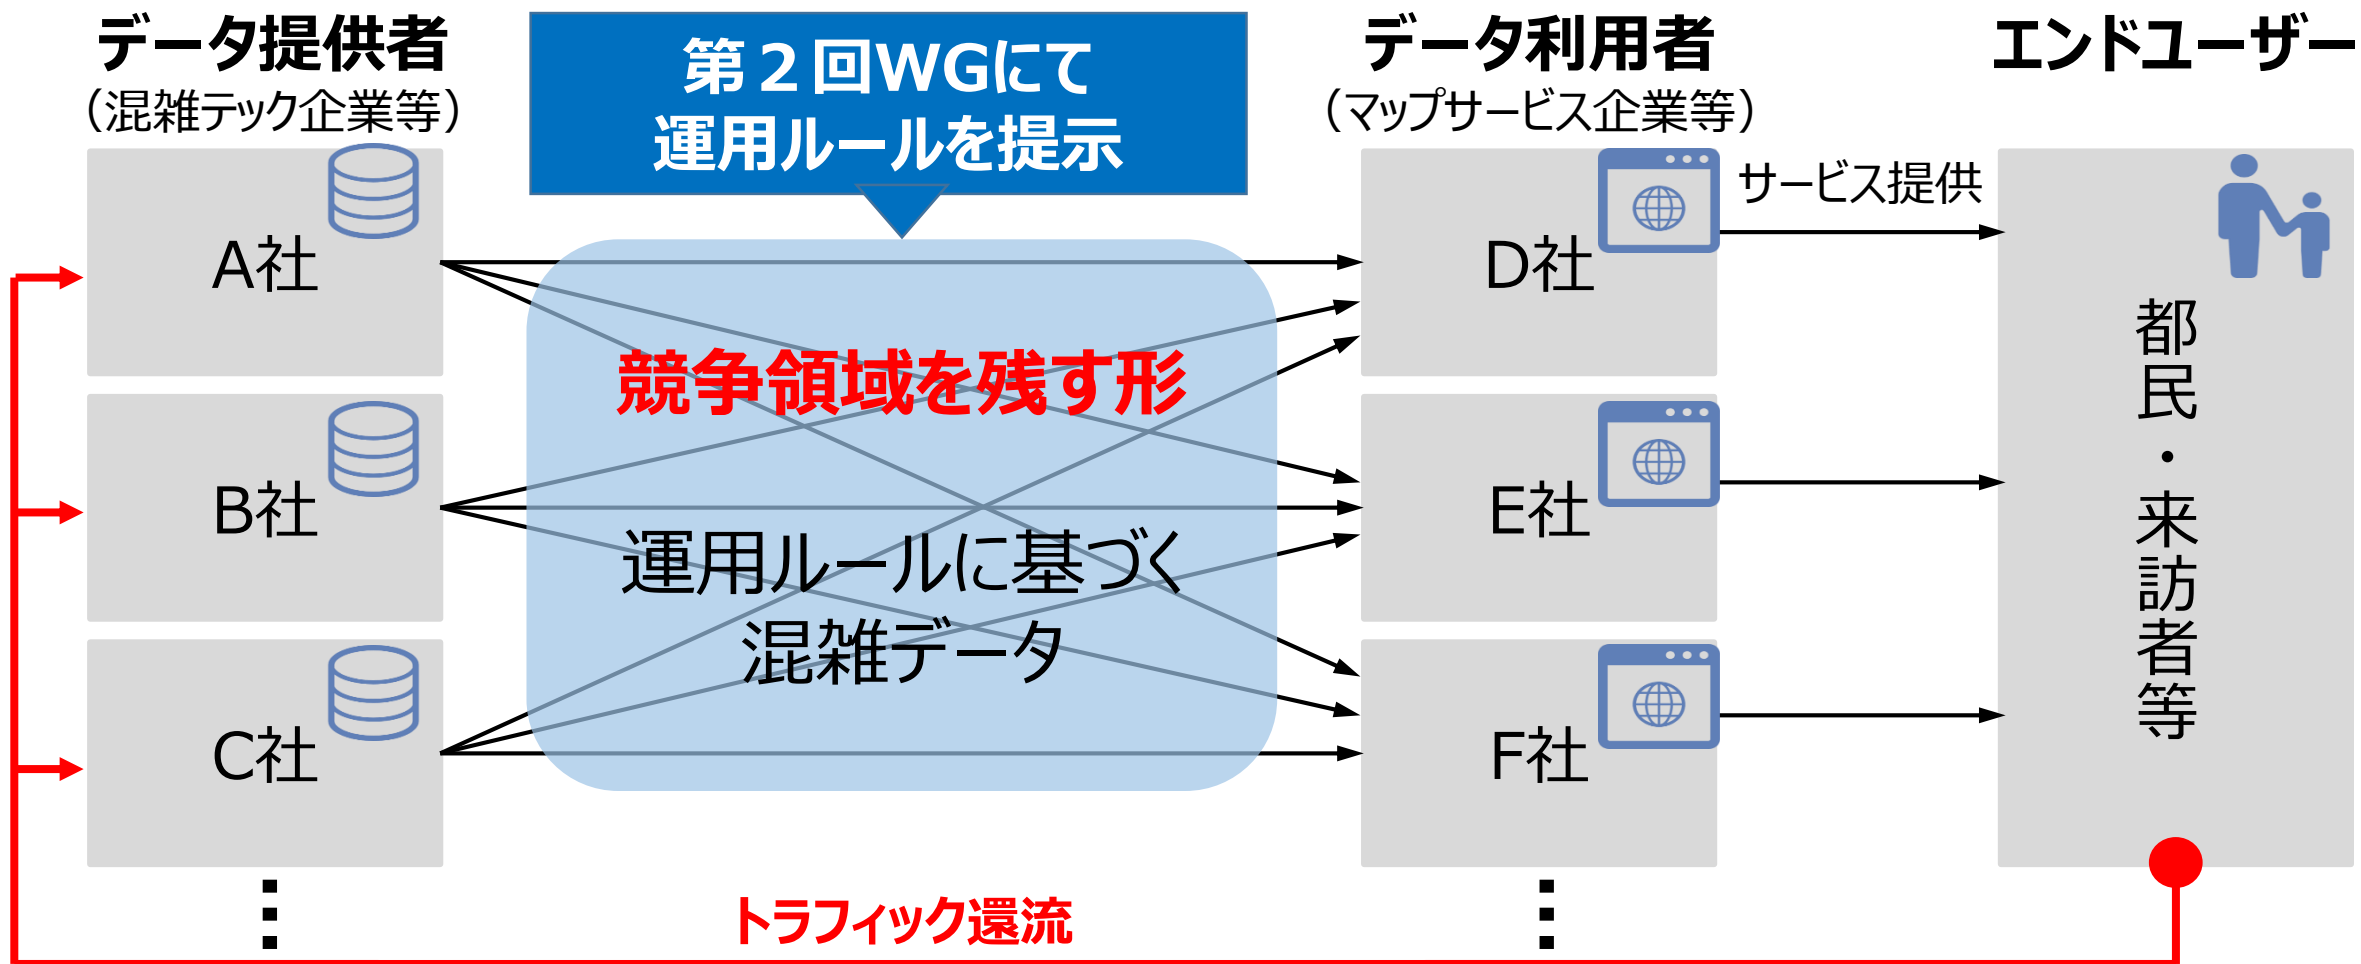 データ提供者
（混雑テック企業等）
第２回WGにて
運用ルールを提示
データ利用者
（マップサービス企業等）
エンドユーザー
A社
B社
C社
競争領域を残す形
運用ルールに基づく
混雑データ
D社
E社
F社
サービス提供
都民・来訪者等
トラフィック還流